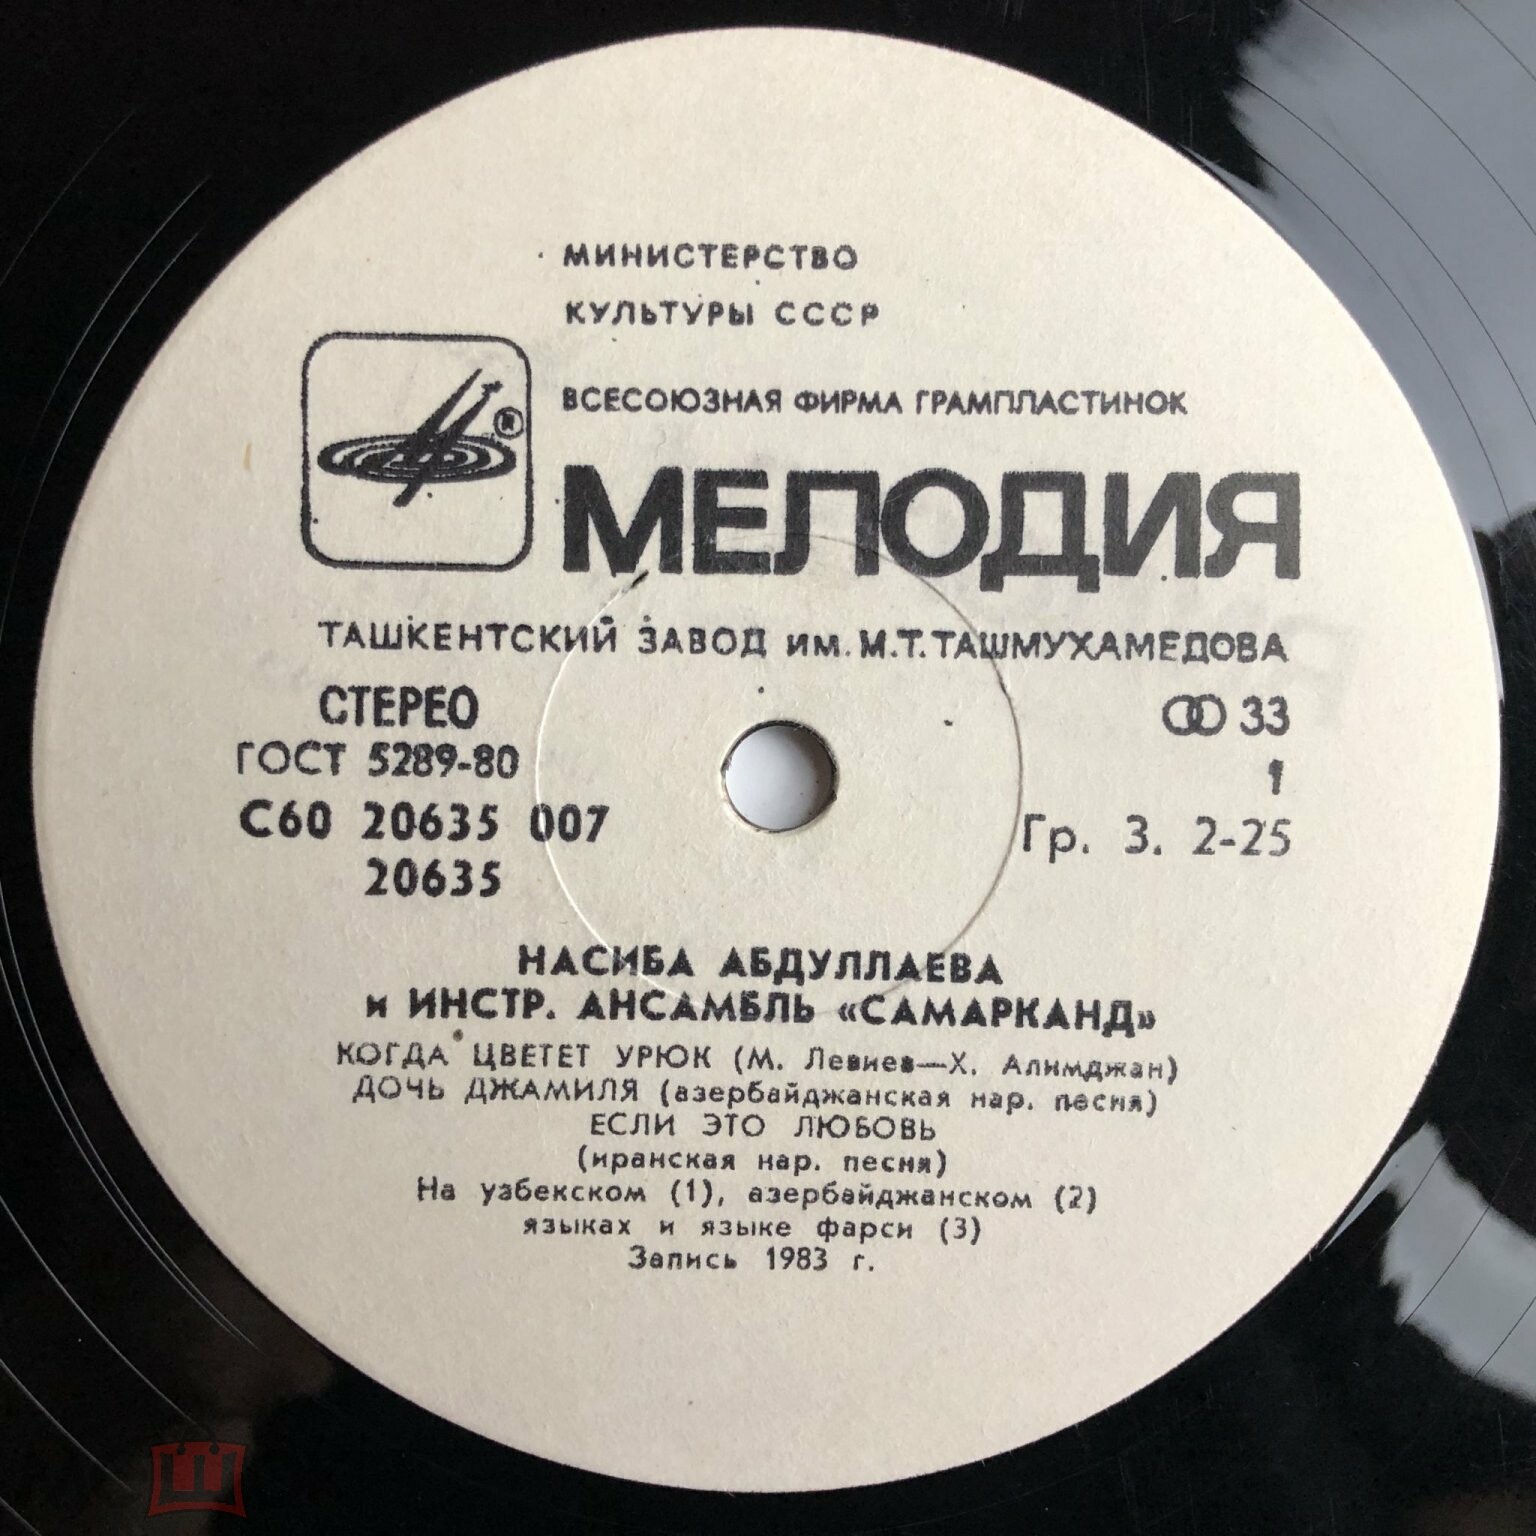 МИНИСТЕРСТВО
КУЛЬТУРЫ СССР
ВСЕСОЮЗНАЯ ФИРМА ГРАМПЛАСТИНОК
МЕЛОДИЯ
ТАШКЕНТСКИЙ ЗАВОД ИМ. М.Т.ТАШМУХАМЕДОВА
СТЕРЕО 33
ГОСТ 5289-80 1
С60 20635 007 Гр. 3. 2-25
20635
НАСИБА АБДУЛЛАЕВА
и ИНСТР. АНСАМБЛЬ «САМАРКАНД»
КОГДА ЦВЕТЕТ УРЮК (М. Левиев—Х. Алимджан)
ДОЧЬ ДЖАМИЛЯ (азербайджанская нар. песня)
ЕСЛИ ЭТО ЛЮБОВЬ
(иранская нар. песня)
На узбекском (1), азербайджанском (2)
языках и языке фарси (3)
Запись 1983 г.